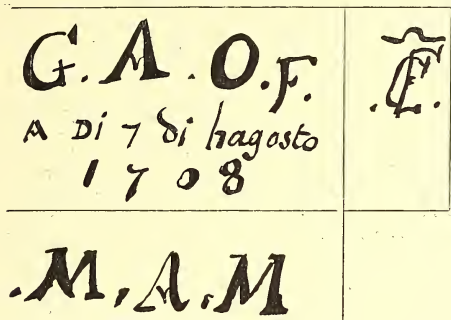 G. A. O. F.
A Di 7 di hagosto
1708
.Œ.
.M. A. M